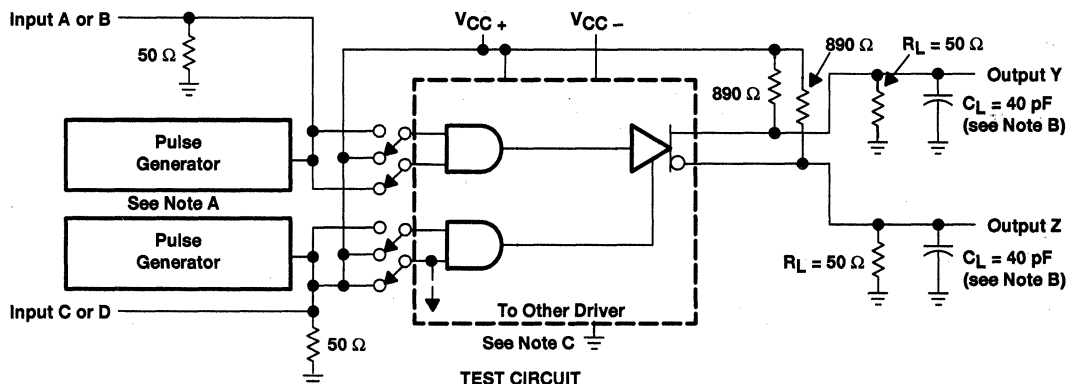 Input A or B
50 Ω
VCC +
VCC –
890 Ω
890 Ω
RL = 50 Ω
Output Y
CL = 40 pF
(see Note B)
Pulse
Generator
See Note A
Pulse
Generator
Output Z
RL = 50 Ω
CL = 40 pF
(see Note B)
Input C or D
50 Ω
To Other Driver
See Note C
TEST CIRCUIT